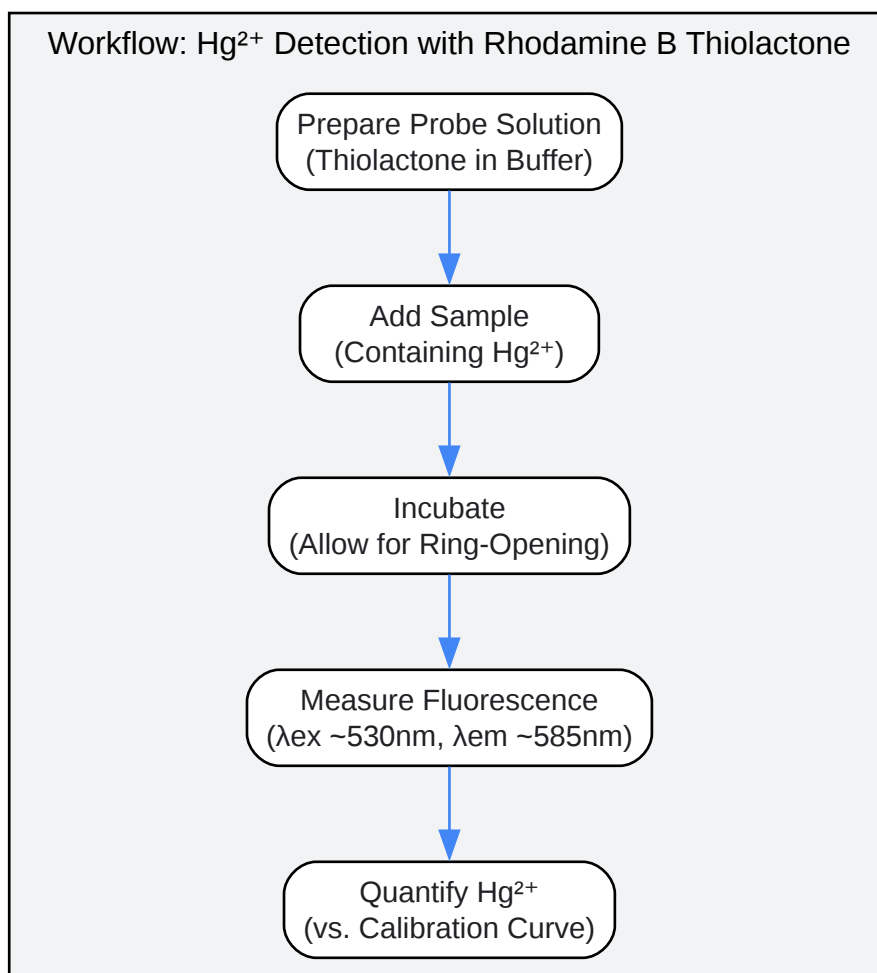 Workflow: Hg²⁺ Detection with Rhodamine B Thiolactone
Prepare Probe Solution
(Thiolactone in Buffer)
Add Sample
(Containing Hg²⁺)
Incubate
(Allow for Ring-Opening)
Measure Fluorescence
(λex ~530nm, λem ~585nm)
Quantify Hg²⁺
(vs. Calibration Curve)